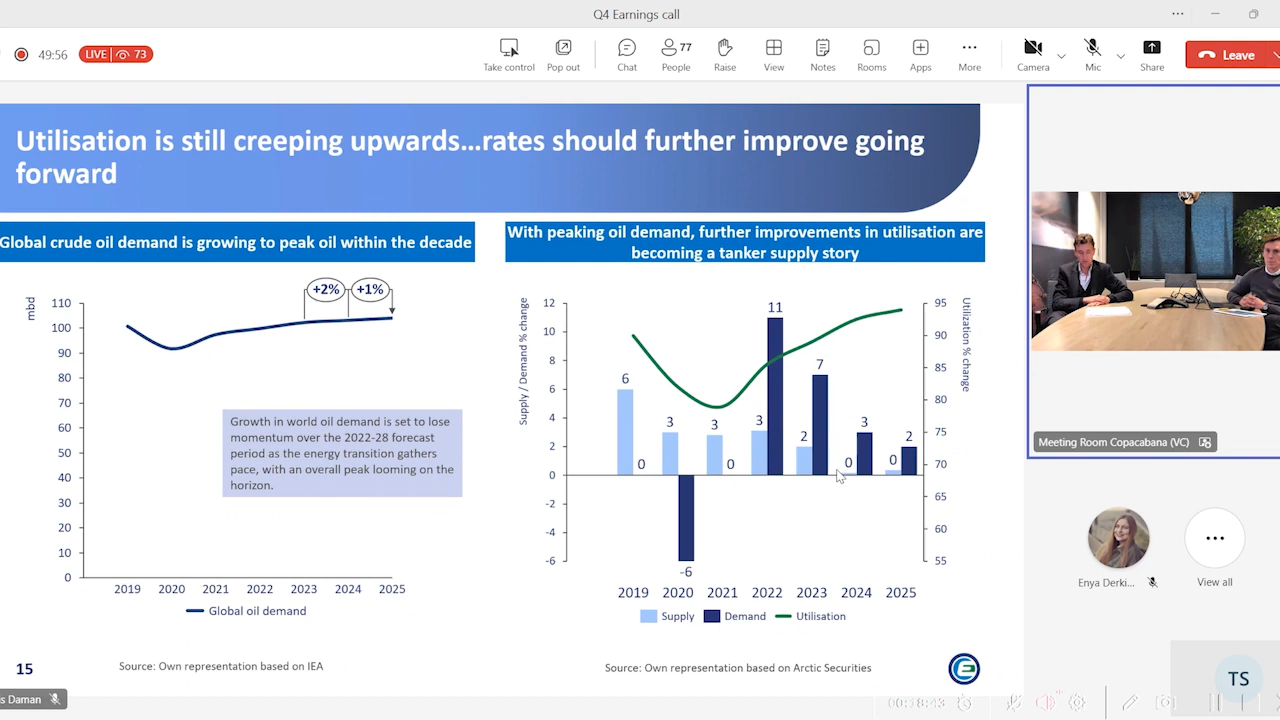 Q4 Earnings call
49:56
LIVE 73
Take control
Pop out
Chat
77
People
Raise
View
Notes
Rooms
Apps
More
Camera
Mic
Share
Leave
Utilisation is still creeping upwards...rates should further improve going
forward
Global crude oil demand is growing to peak oil within the decade
mbd
+2% +1%
110
100
90
80
70
60
50
40
30
20
10
0
Growth in world oil demand is set to lose
momentum over the 2022-28 forecast
period as the energy transition gathers
pace, with an overall peak looming on the
horizon.
2019 2020 2021 2022 2023 2024 2025
Global oil demand
Source: Own representation based on IEA
15
With peaking oil demand, further improvements in utilisation are
becoming a tanker supply story
Supply / Demand % change
12
10
8
6
4
2
0
-2
-4
-6
6 0 3 -6 3 0 3 11 2 7 0 3 0 2
95
90
85
80
75
70
65
60
55
Utilization % change
2019 2020 2021 2022 2023 2024 2025
Supply Demand Utilisation
Source: Own representation based on Arctic Securities
Meeting Room Copacabana (VC)
Enya Derki...
View all
TS
s Daman
00:38:43